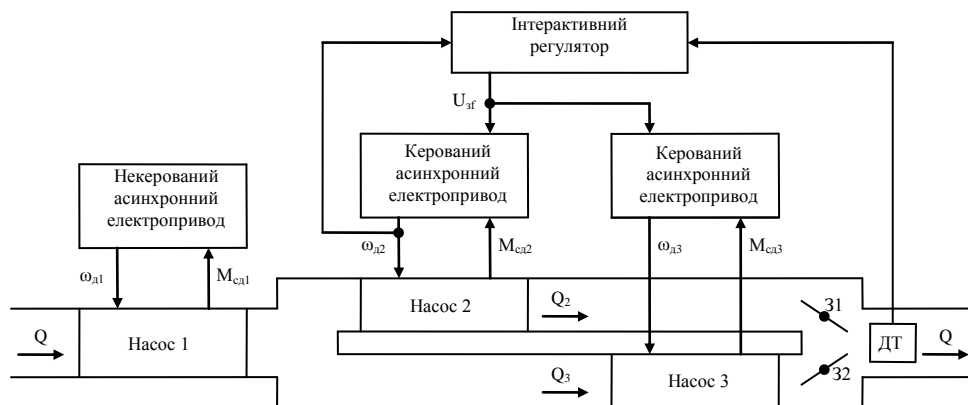 Інтерактивний
регулятор
Uзf
Некерований
асинхронний
електропривод
Керований
асинхронний
електропривод
Керований
асинхронний
електропривод
ωд1
Mсд1
ωд2
Mсд2
ωд3
Mсд3
Q
Насос 1
Насос 2
Q2
Q3
Насос 3
З1
З2
ДТ
Q